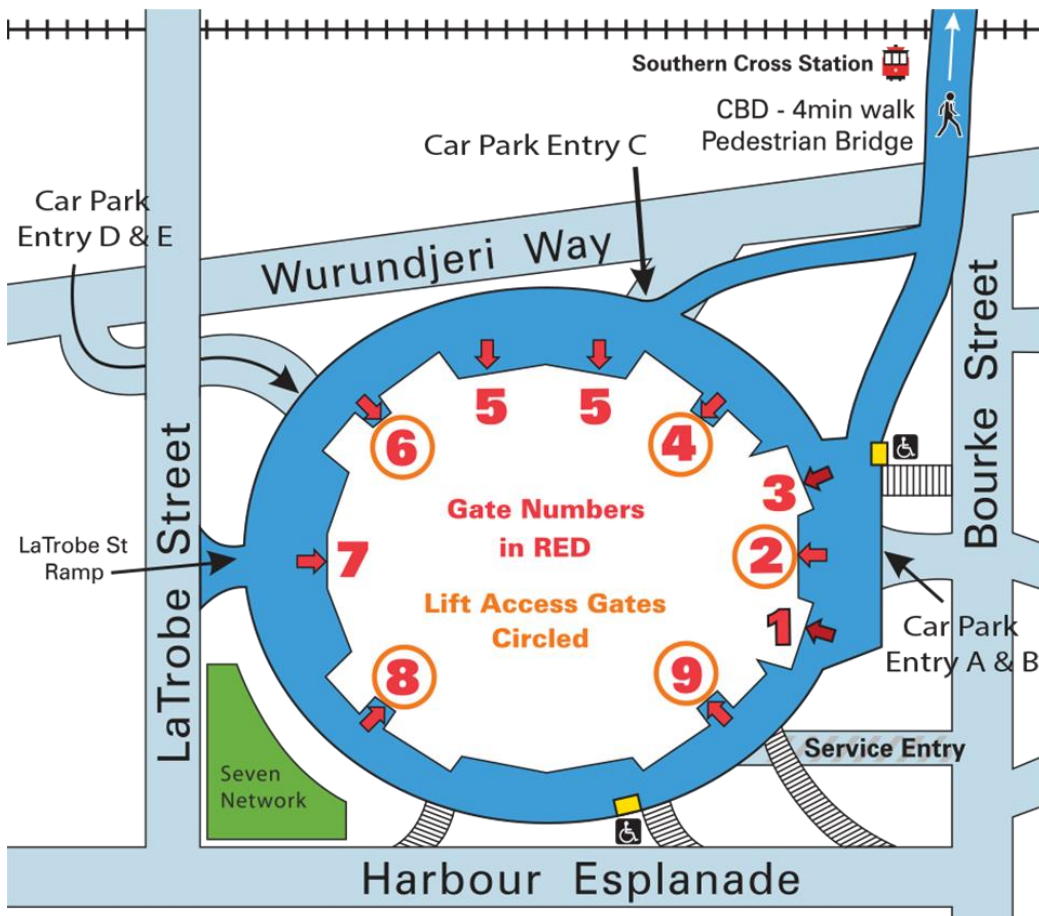 Southern Cross Station
CBD - 4min walk
Pedestrian Bridge
Car Park Entry C
Car Park
Entry D & E
Wurundjeri Way
Bourke Street
LaTrobe Street
5
5
6
4
3
Gate Numbers
in RED
2
7
LaTrobe St
Ramp
Lift Access Gates
Circled
1
Car Park
Entry A & B
8
9
Service Entry
Seven
Network
Harbour Esplanade